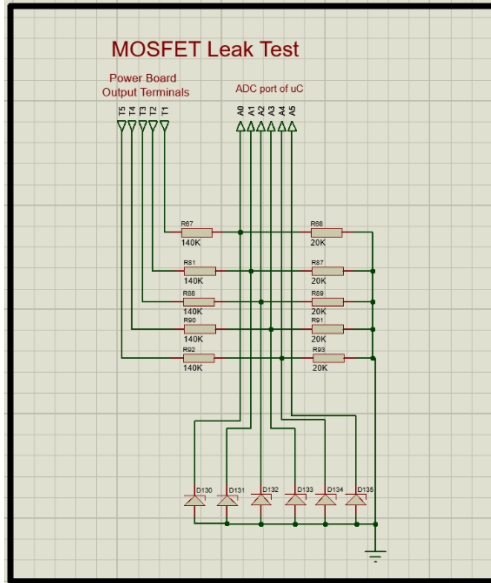 MOSFET Leak Test
Power Board
Output Terminals
ADC port of uC
T5 T4 T3 T2 T1
A0 A1 A2 A3 A4 A5
R67 R68
140K 20K
R81 R87
140K 20K
R88 R89
140K 20K
R90 R91
140K 20K
R92 R93
140K 20K
D130 D131 D132 D133 D134 D135